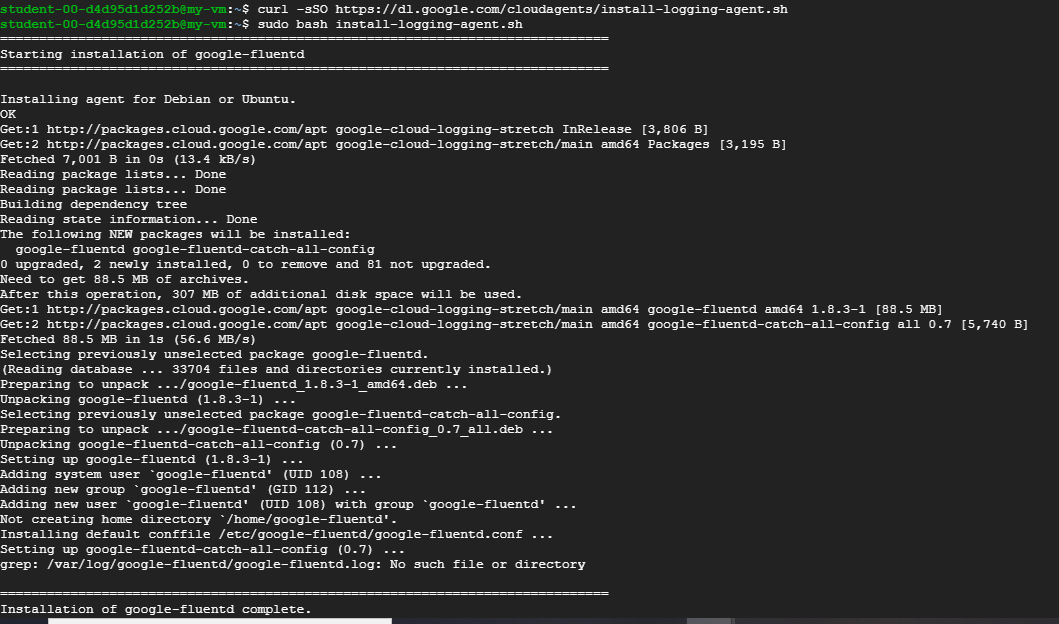 student-00-d4d95d1d252b@my-vm:~$ curl -sSO https://dl.google.com/cloudagents/install-logging-agent.sh
student-00-d4d95d1d252b@my-vm:~$ sudo bash install-logging-agent.sh
==============================================================================
Starting installation of google-fluentd
==============================================================================
Installing agent for Debian or Ubuntu.
OK
Get:1 http://packages.cloud.google.com/apt google-cloud-logging-stretch InRelease [3,806 B]
Get:2 http://packages.cloud.google.com/apt google-cloud-logging-stretch/main amd64 Packages [3,195 B]
Fetched 7,001 B in 0s (13.4 kB/s)
Reading package lists... Done
Reading package lists... Done
Building dependency tree
Reading state information... Done
The following NEW packages will be installed:
  google-fluentd google-fluentd-catch-all-config
0 upgraded, 2 newly installed, 0 to remove and 81 not upgraded.
Need to get 88.5 MB of archives.
After this operation, 307 MB of additional disk space will be used.
Get:1 http://packages.cloud.google.com/apt google-cloud-logging-stretch/main amd64 google-fluentd amd64 1.8.3-1 [88.5 MB]
Get:2 http://packages.cloud.google.com/apt google-cloud-logging-stretch/main amd64 google-fluentd-catch-all-config all 0.7 [5,740 B]
Fetched 88.5 MB in 1s (56.6 MB/s)
Selecting previously unselected package google-fluentd.
(Reading database ... 33704 files and directories currently installed.)
Preparing to unpack .../google-fluentd_1.8.3-1_amd64.deb ...
Unpacking google-fluentd (1.8.3-1) ...
Selecting previously unselected package google-fluentd-catch-all-config.
Preparing to unpack .../google-fluentd-catch-all-config_0.7_all.deb ...
Unpacking google-fluentd-catch-all-config (0.7) ...
Setting up google-fluentd (1.8.3-1) ...
Adding system user `google-fluentd' (UID 108) ...
Adding new group `google-fluentd' (GID 112) ...
Adding new user `google-fluentd' (UID 108) with group `google-fluentd' ...
Not creating home directory `/home/google-fluentd'.
Installing default conffile /etc/google-fluentd/google-fluentd.conf ...
Setting up google-fluentd-catch-all-config (0.7) ...
grep: /var/log/google-fluentd/google-fluentd.log: No such file or directory
==============================================================================
Installation of google-fluentd complete.